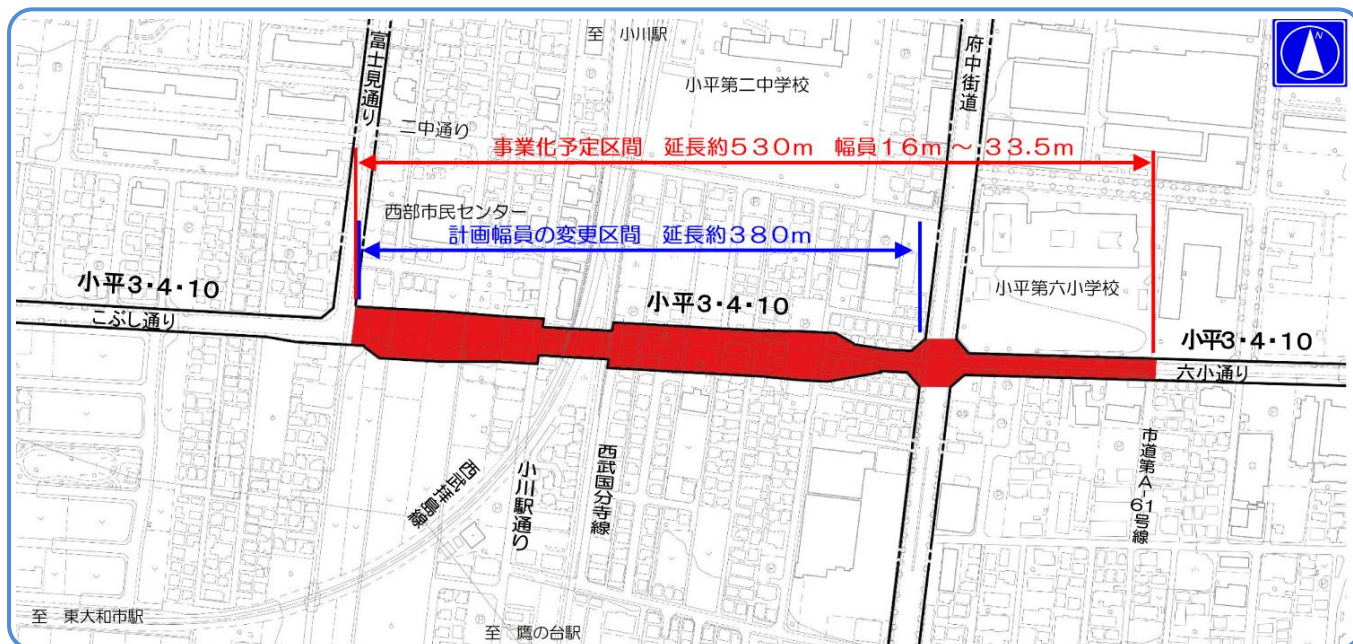 至 小川駅
N
富士見通り
府中街道
小平第二中学校
二中通り
事業化予定区間 延長約530m 幅員16m ～ 33.5m
西部市民センター
計画幅員の変更区間 延長約380m
小平3・4・10
こぶし通り
小平3・4・10
小平第六小学校
小平3・4・10
六小通り
西武拝島線
小川駅通り
西武国分寺線
市道第A-61号線
至 東大和市駅
至 鷹の台駅